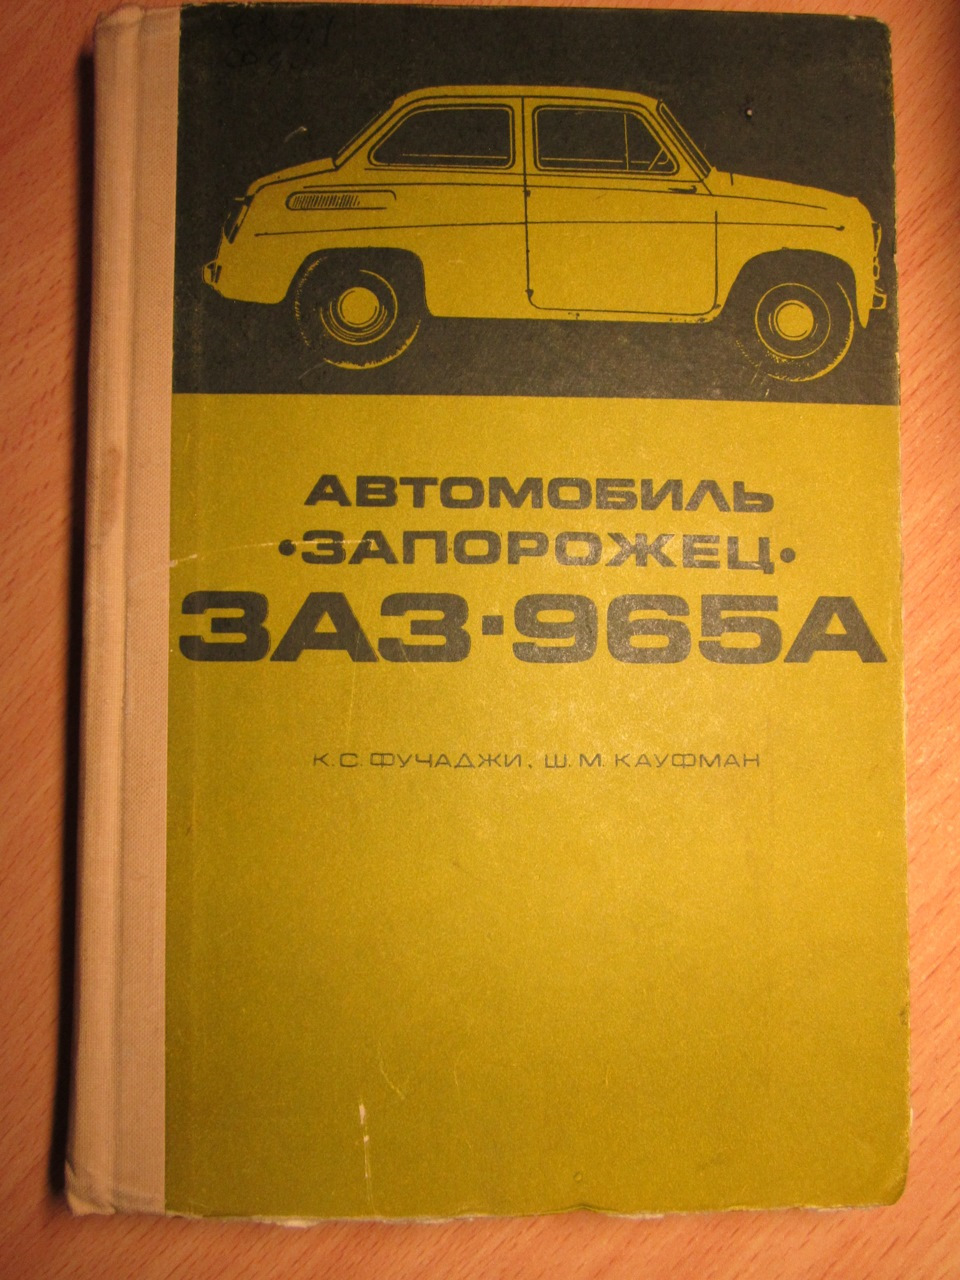 АВТОМОБИЛЬ
•ЗАПОРОЖЕЦ•
ЗАЗ·965А
К. С. ФУЧАДЖИ, Ш. М. КАУФМАН